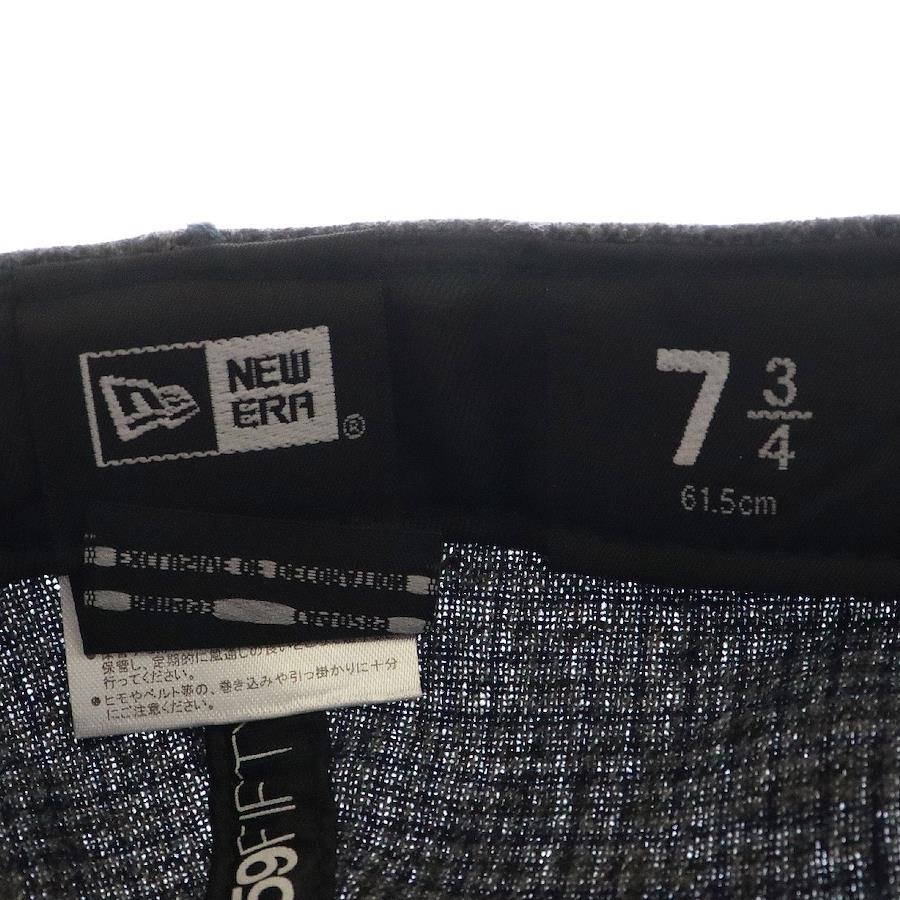 NEW
ERA
®
7 3/4
61.5cm
保管し、定期的に風通しの良い
行ってください。
●ヒモやベルト等の、巻き込みや引っ掛かりに十分
にご注意ください。
59FIFTY